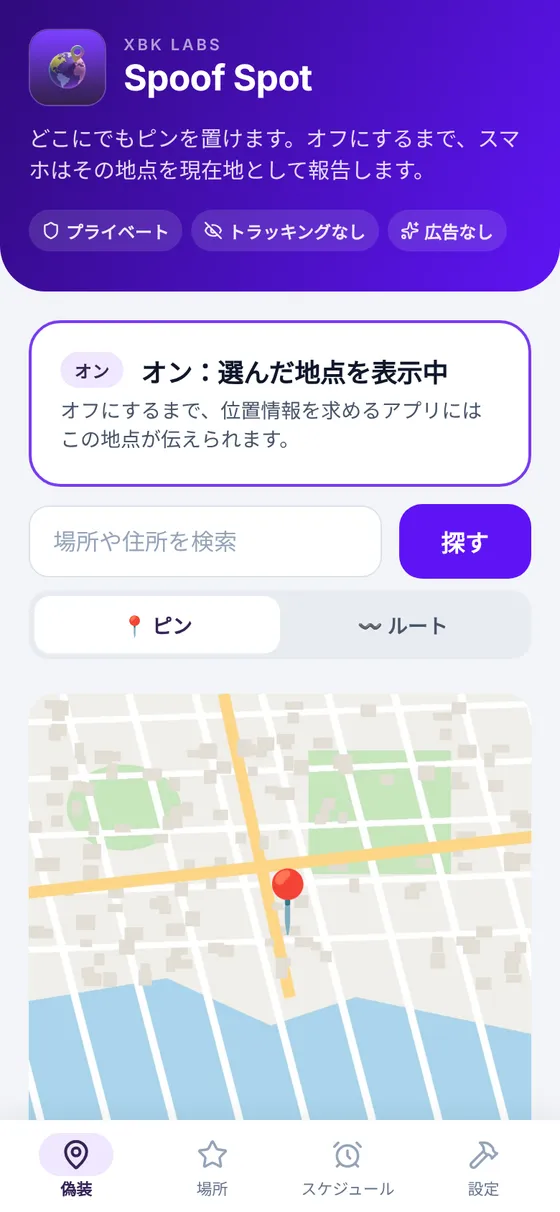 XBK LABS
Spoof Spot
どこにでもピンを置けます。オフにするまで、スマ
ホはその地点を現在地として報告します。
プライベート
トラッキングなし
広告なし
オン
オン：選んだ地点を表示中
オフにするまで、位置情報を求めるアプリには
この地点が伝えられます。
場所や住所を検索
探す
ピン
ルート
偽装
場所
スケジュール
設定